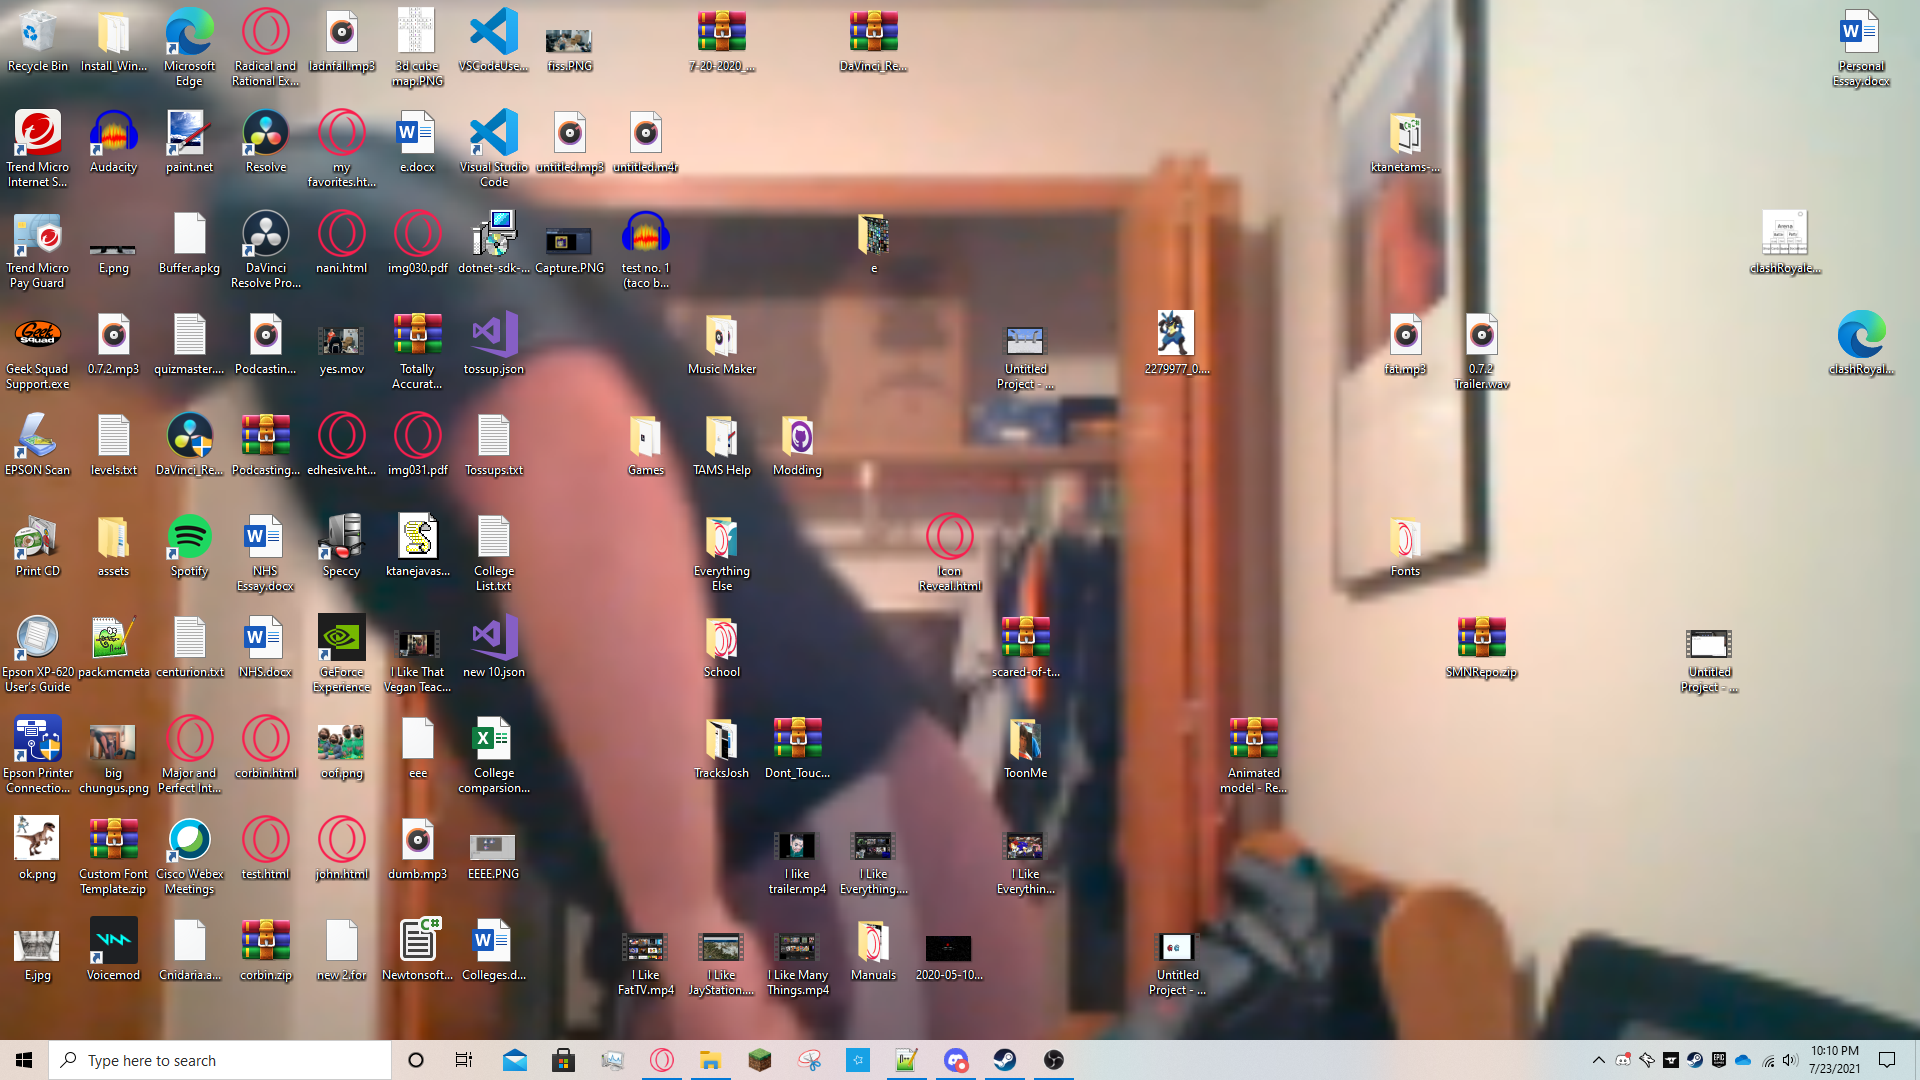 Recycle Bin
Install_Win...
Microsoft
Edge
Radical and
Rational Ex...
ladnfall.mp3
3d cube
map.PNG
VSCodeUse...
fiss.PNG
7-20-2020_...
DaVinci_Re...
Personal
Essay.docx
Trend Micro
Internet S...
Audacity
paint.net
Resolve
my
favorites.ht...
e.docx
Visual Studio
Code
untitled.mp3
untitled.m4r
ktanetams-...
Trend Micro
Pay Guard
E.png
Buffer.apkg
DaVinci
Resolve Pro...
nani.html
img030.pdf
dotnet-sdk-...
Capture.PNG
test no. 1
(taco b...
e
clashRoyale...
Geek Squad
Support.exe
0.7.2.mp3
quizmaster....
Podcastin...
yes.mov
Totally
Accurat...
tossup.json
Music Maker
Untitled
Project - ...
2279977_0....
fat.mp3
0.7.2
Trailer.wav
clashRoyal...
EPSON Scan
levels.txt
DaVinci_Re...
Podcasting...
edhesive.ht...
img031.pdf
Tossups.txt
Games
TAMS Help
Modding
Print CD
assets
Spotify
NHS
Essay.docx
Speccy
ktanejavas...
College
List.txt
Everything
Else
Icon
Reveal.html
Fonts
Epson XP-620
User's Guide
pack.mcmeta
centurion.txt
NHS.docx
GeForce
Experience
I Like That
Vegan Teac...
new 10.json
School
scared-of-t...
SMNRepo.zip
Untitled
Project - ...
Epson Printer
Connectio...
big
chungus.png
Major and
Perfect Int...
corbin.html
oof.png
eee
College
comparsion...
TracksJosh
Dont_Touc...
ToonMe
Animated
model - Re...
ok.png
Custom Font
Template.zip
Cisco Webex
Meetings
test.html
john.html
dumb.mp3
EEEE.PNG
I like
trailer.mp4
I Like
Everything....
I Like
Everythin...
E.jpg
Voicemod
Cnidaria.a...
corbin.zip
new 2.for
Newtonsoft...
Colleges.d...
I Like
FatTV.mp4
I Like
JayStation....
I Like Many
Things.mp4
Manuals
2020-05-10...
Untitled
Project - ...
Type here to search
10:10 PM
7/23/2021